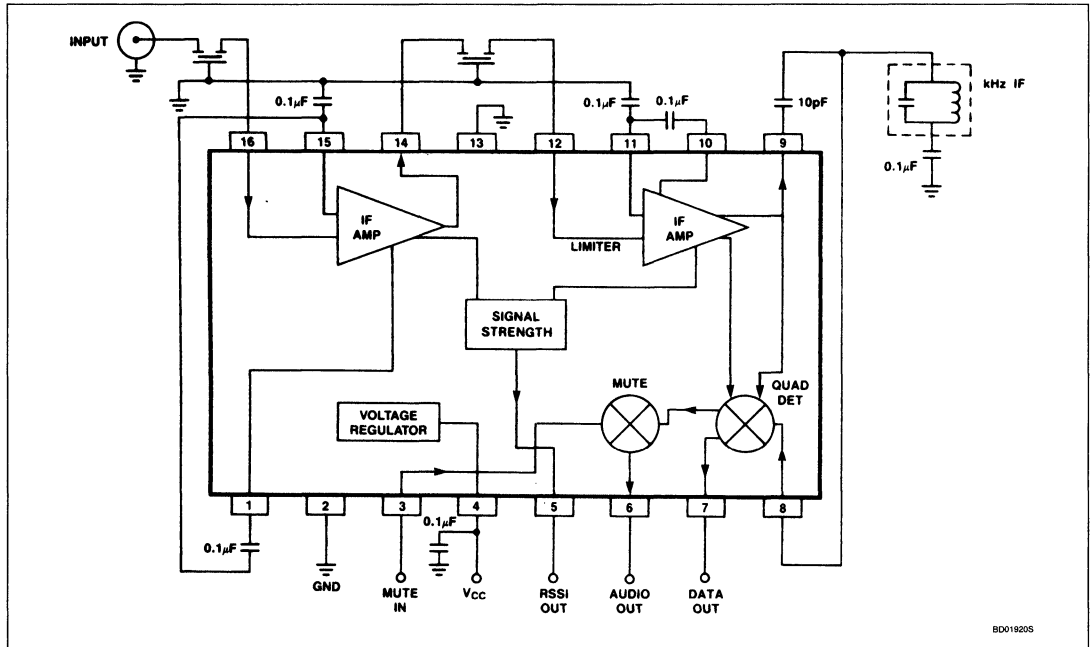 INPUT
0.1μF
0.1μF
0.1μF
10pF
kHz IF
0.1μF
16
15
14
13
12
11
10
9
IF
AMP
LIMITER
IF
AMP
SIGNAL
STRENGTH
MUTE
QUAD
DET
VOLTAGE
REGULATOR
1
2
3
4
5
6
7
8
0.1μF
0.1μF
GND
MUTE
IN
VCC
RSSI
OUT
AUDIO
OUT
DATA
OUT
BD01920S